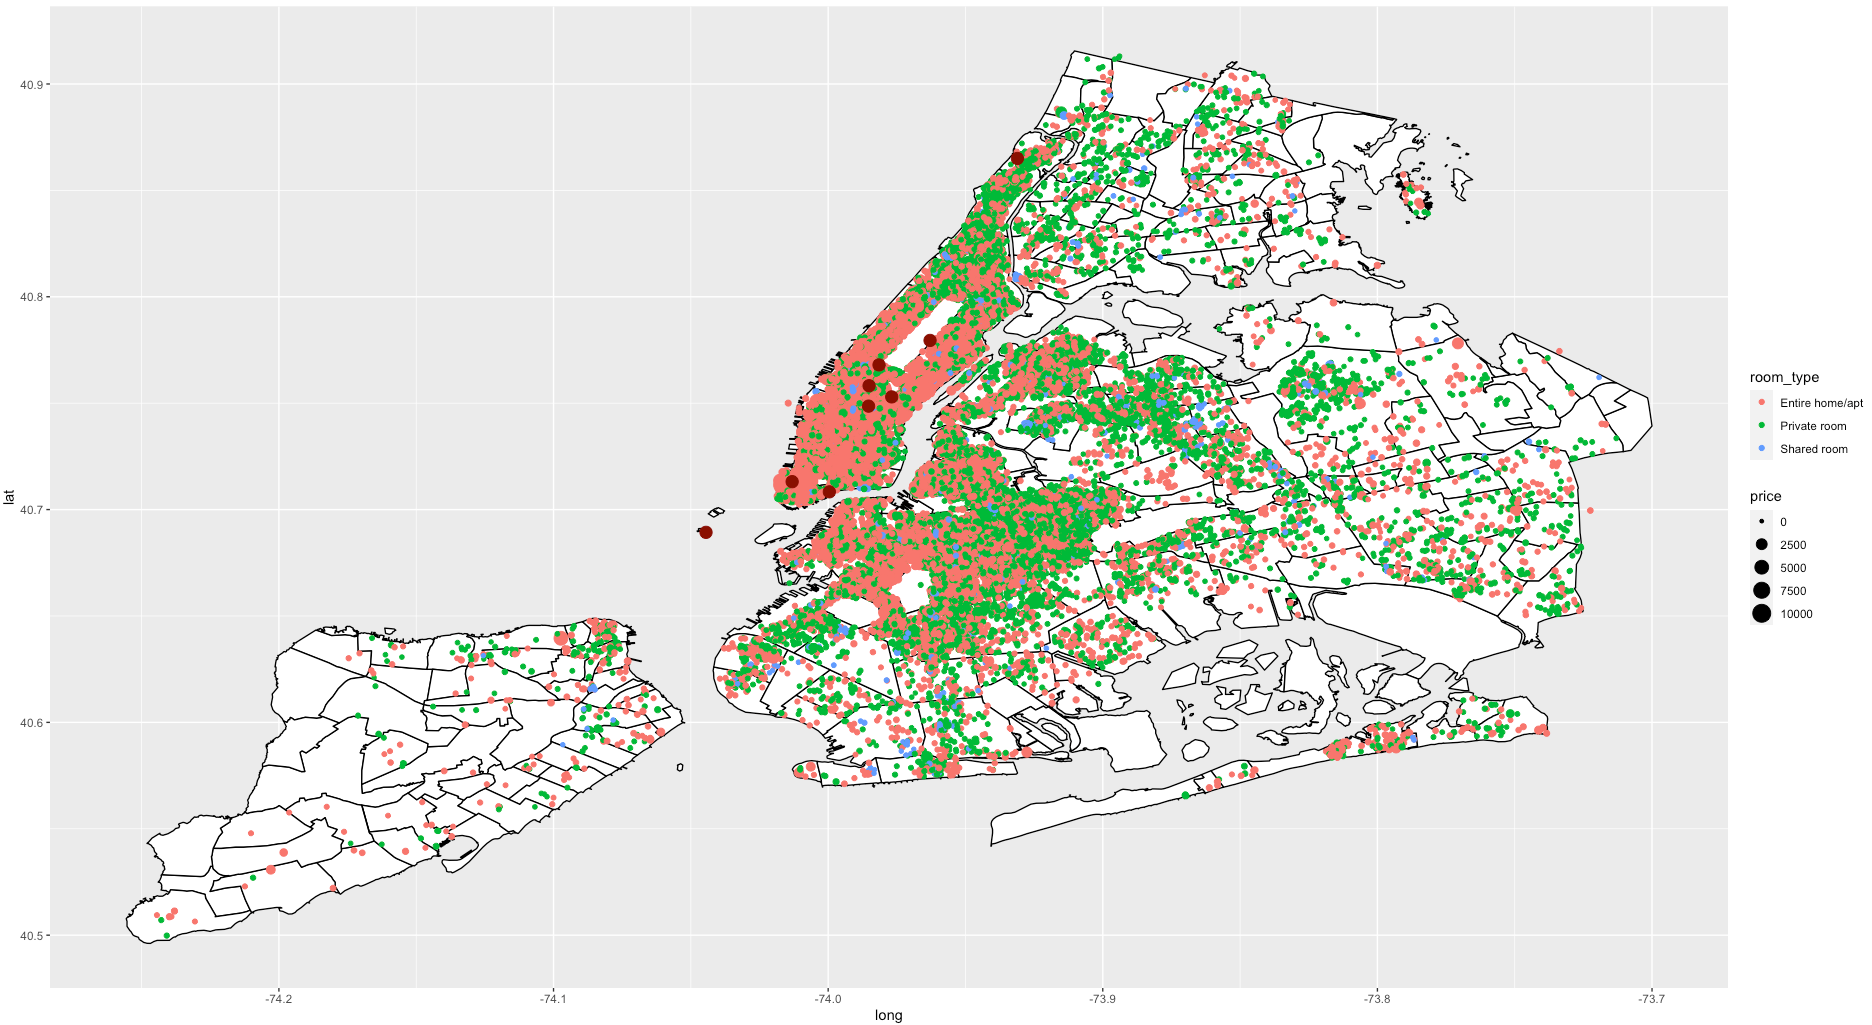 40.9
40.8
40.7
40.6
40.5
lat
-74.2
-74.1
-74.0
-73.9
-73.8
-73.7
long
room_type
Entire home/apt
Private room
Shared room
price
0
2500
5000
7500
10000